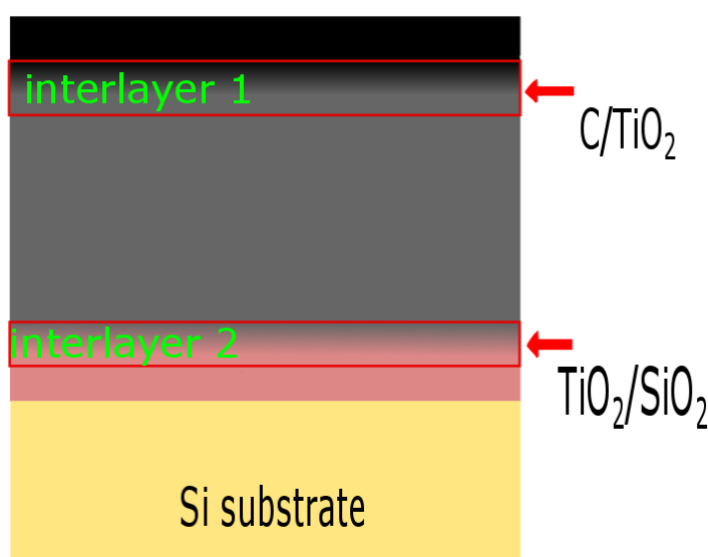 interlayer 1
C/TiO₂
interlayer 2
TiO₂/SiO₂
Si substrate